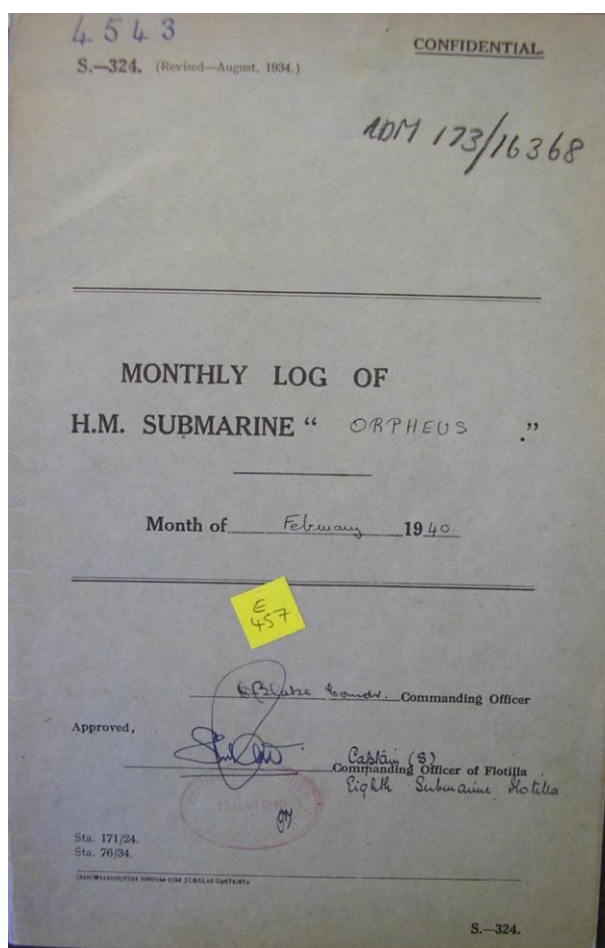 4543
CONFIDENTIAL.
S.—324. (Revised—August, 1934.)
ADM 173/16368
MONTHLY LOG OF
H.M. SUBMARINE “ ORPHEUS .”
Month of February 1940
E
457
Comdr. Commanding Officer
Approved,
Captain (S)
Commanding Officer of Flotilla
Eighth Submarine Flotilla
Sta. 171/24.
Sta. 76/34.
S.—324.